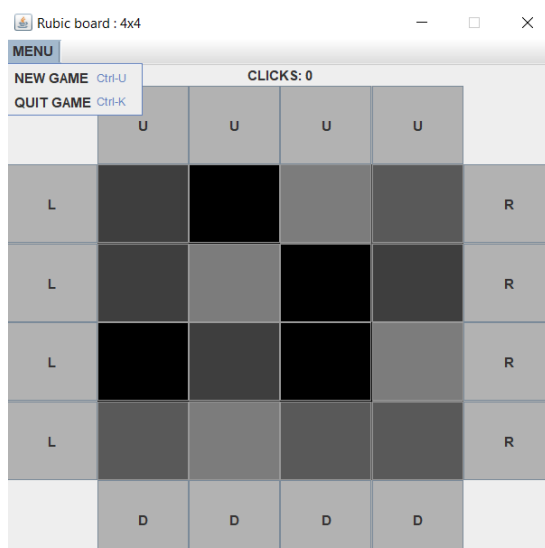 Rubic board : 4x4
MENU
NEW GAME Ctrl-U
CLICKS: 0
QUIT GAME Ctrl-K
U U U U
L R
L R
L R
L R
D D D D